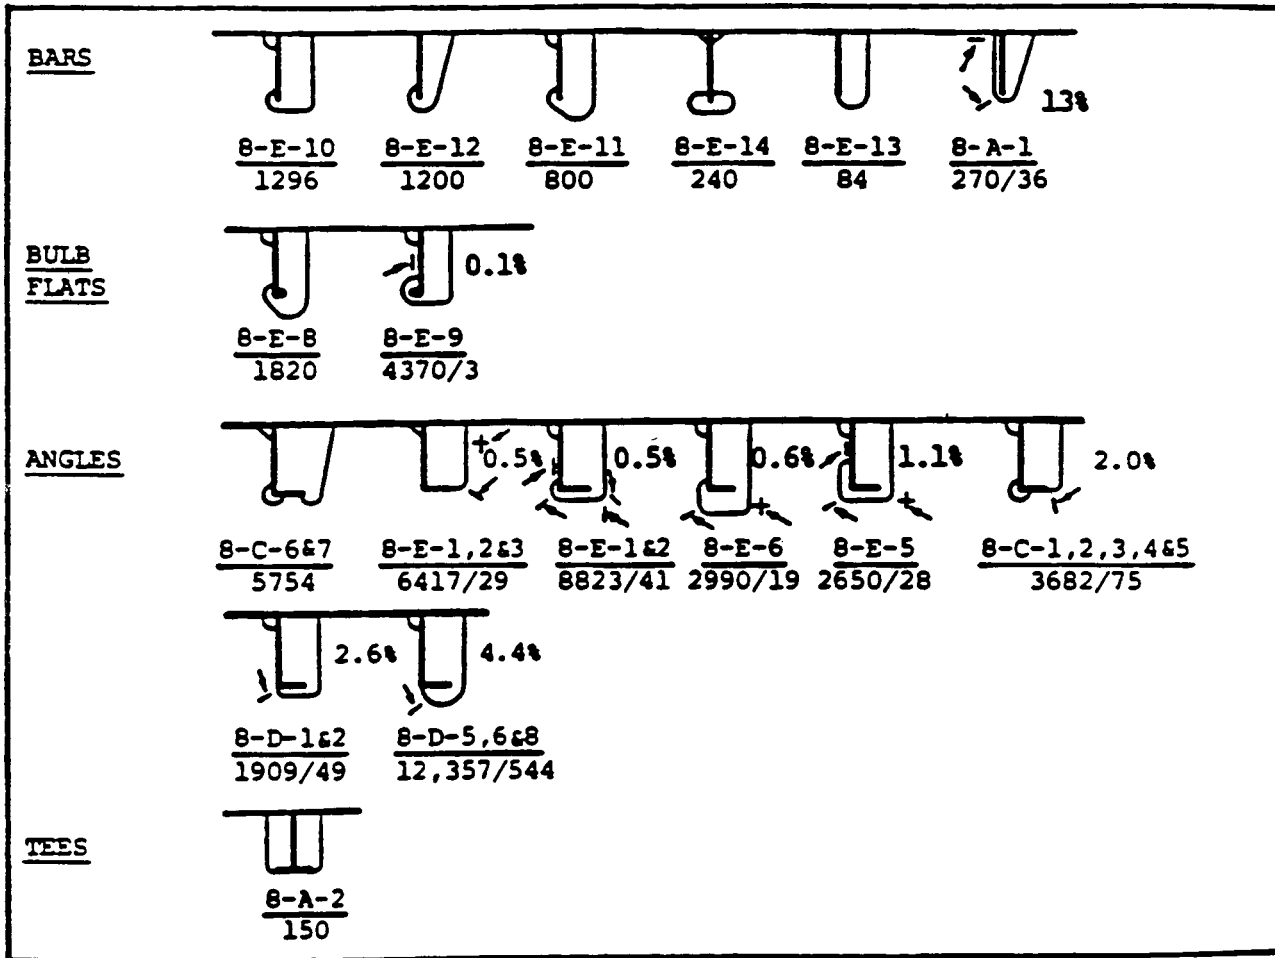 BARS
13%
8-E-10 8-E-12 8-E-11 8-E-14 8-E-13 8-A-1
1296 1200 800 240 84 270/36
BULB
FLATS
0.1%
8-E-8 8-E-9
1820 4370/3
ANGLES
0.5% 0.5% 0.6% 1.1% 2.0%
8-C-6&7 8-E-1,2&3 8-E-1&2 8-E-6 8-E-5 8-C-1,2,3,4&5
5754 6417/29 8823/41 2990/19 2650/28 3682/75
2.6% 4.4%
8-D-1&2 8-D-5,6&8
1909/49 12,357/544
TEES
8-A-2
150